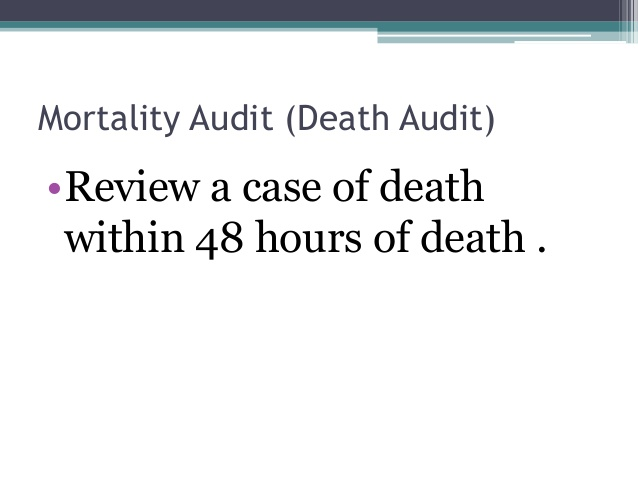 Mortality Audit (Death Audit)
•Review a case of death
within 48 hours of death .